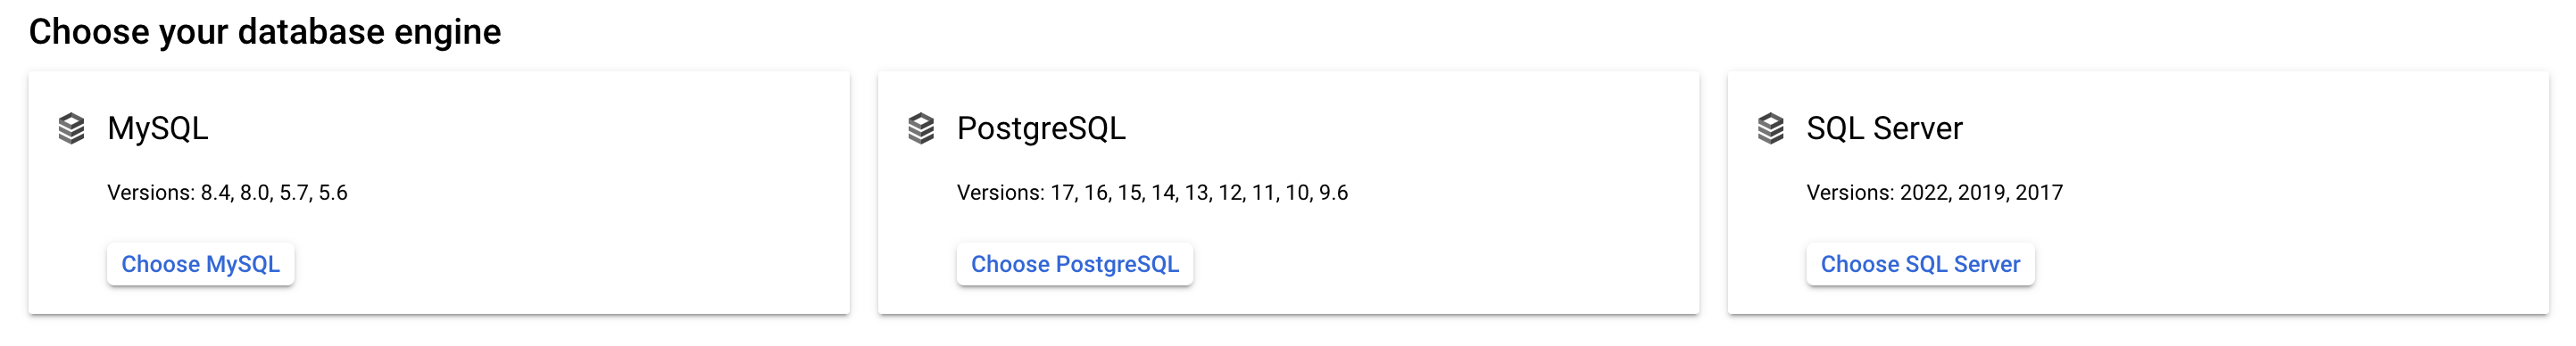 Choose your database engine
MySQL
Versions: 8.4, 8.0, 5.7, 5.6
Choose MySQL
PostgreSQL
Versions: 17, 16, 15, 14, 13, 12, 11, 10, 9.6
Choose PostgreSQL
SQL Server
Versions: 2022, 2019, 2017
Choose SQL Server